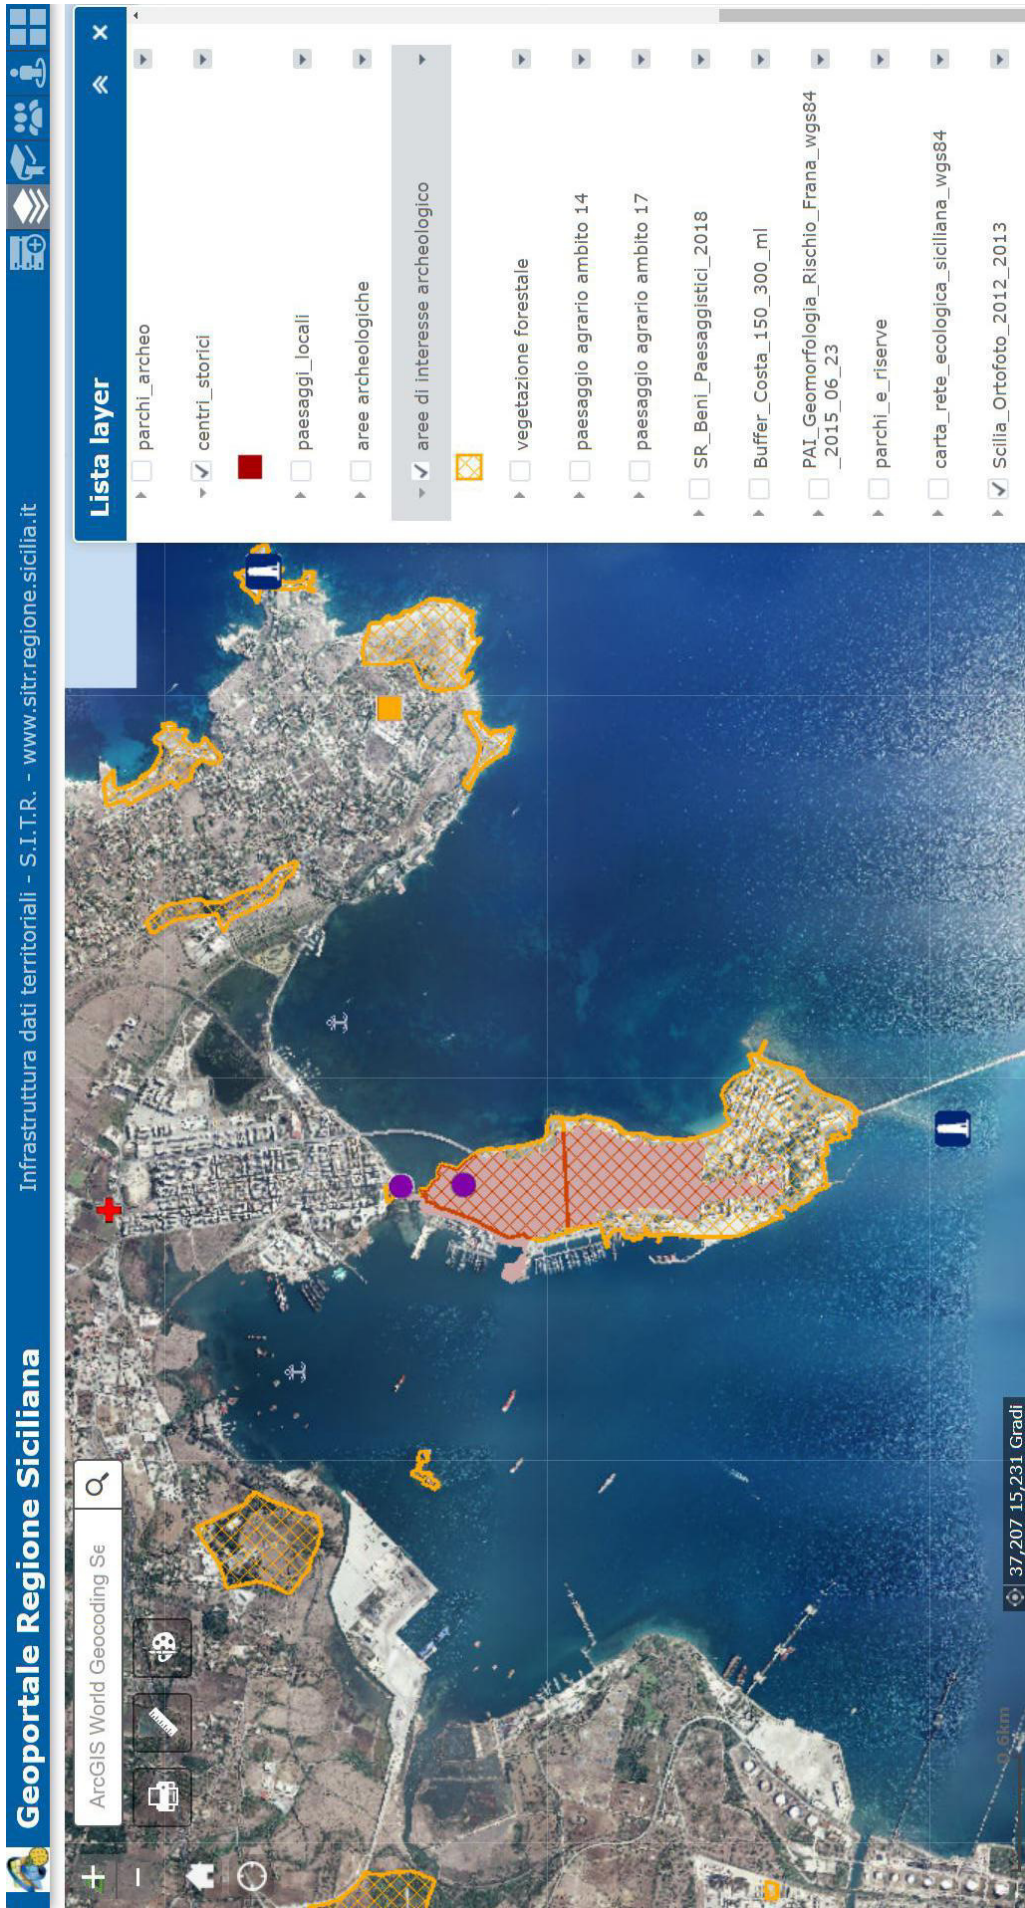 Geoportale Regione Siciliana
Infrastruttura dati territoriali - S.I.T.R. - www.sitr.regione.sicilia.it
ArcGIS World Geocoding Se
Lista layer
parchi_archeo
centri_storici
paesaggi_locali
aree archeologiche
aree di interesse archeologico
vegetazione forestale
paesaggio agrario ambito 14
paesaggio agrario ambito 17
SR_Beni_Paesaggistici_2018
Buffer_Costa_150_300_ml
PAI_Geomorfologia_Rischio_Frana_wgs84
_2015_06_23
parchi_e_riserve
carta_rete_ecologica_siciliana_wgs84
Scilia_Ortofoto_2012_2013
0,6km
37,207 15,231 Gradi